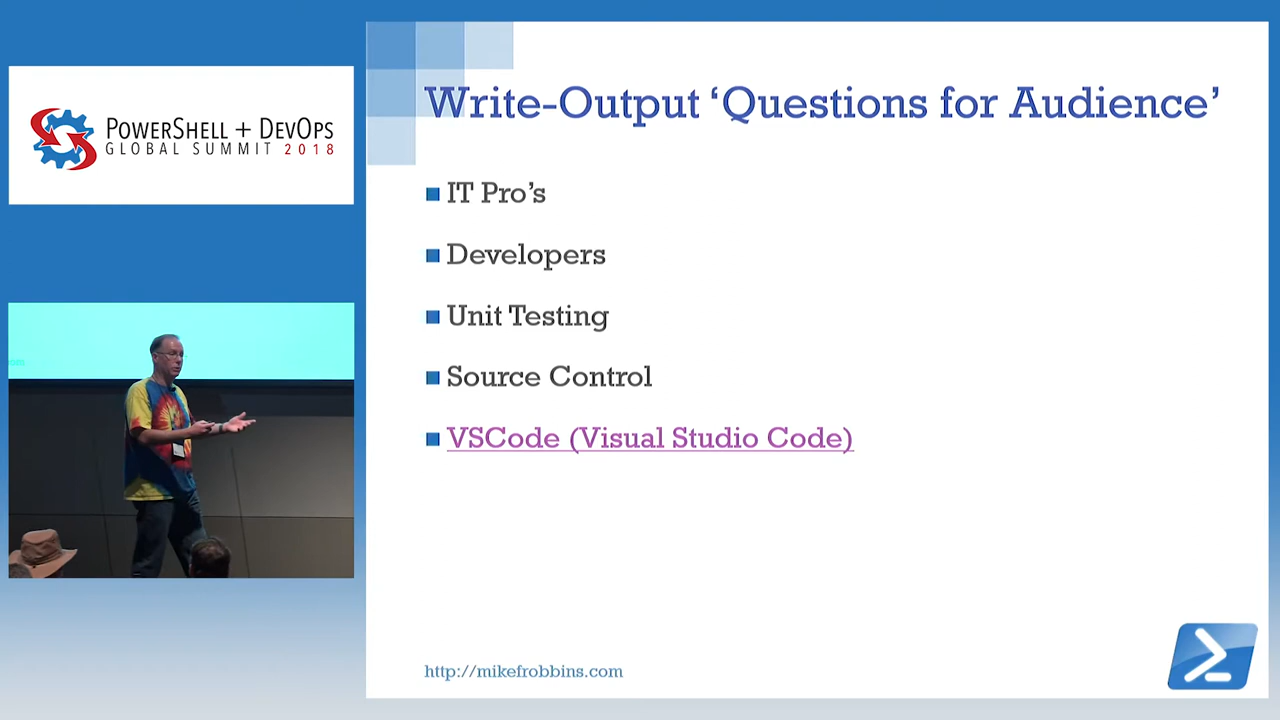 POWERSHELL + DEVOPS
GLOBAL SUMMIT 2018
Write-Output ‘Questions for Audience’
IT Pro’s
Developers
Unit Testing
Source Control
VSCode (Visual Studio Code)
http://mikefrobbins.com